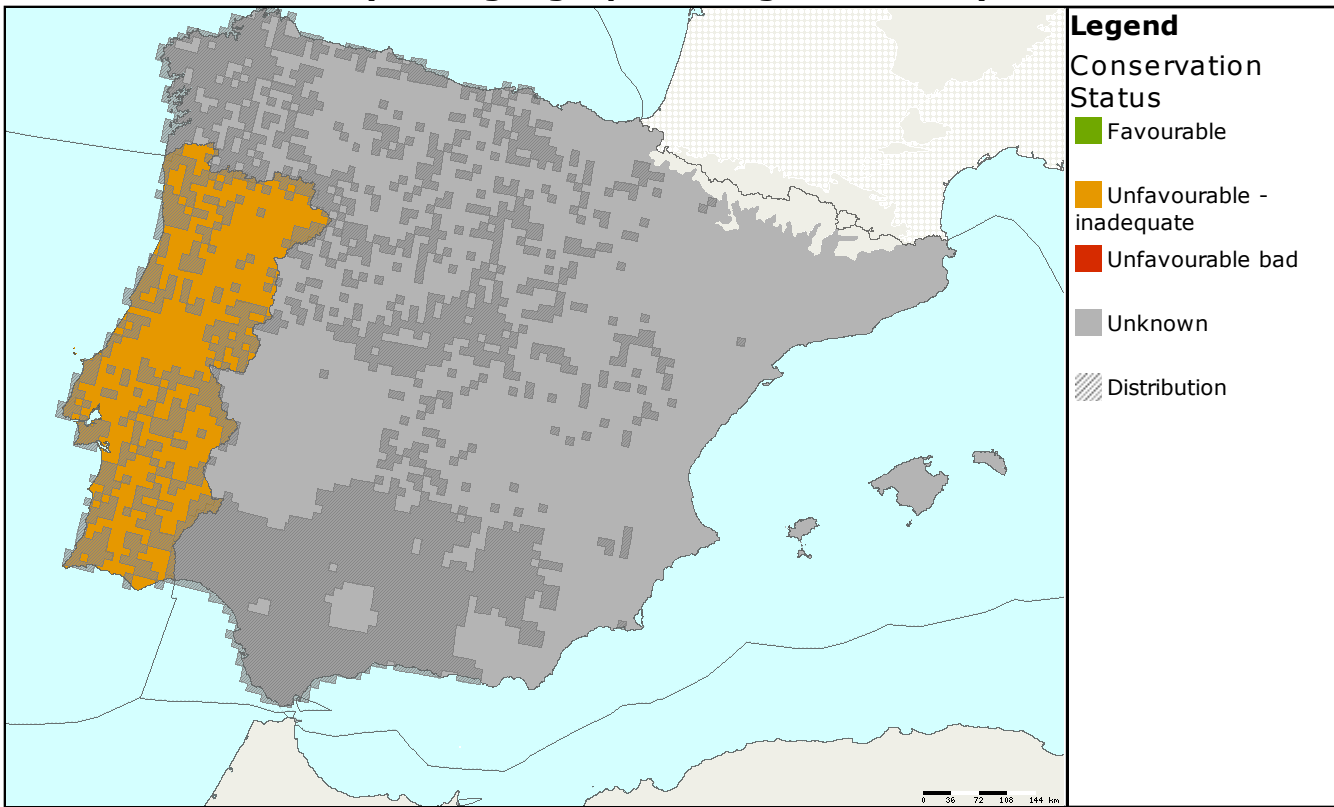 Legend
Conservation
Status
Favourable
Unfavourable -
inadequate
Unfavourable bad
Unknown
Distribution
0 36 72 108 144 km